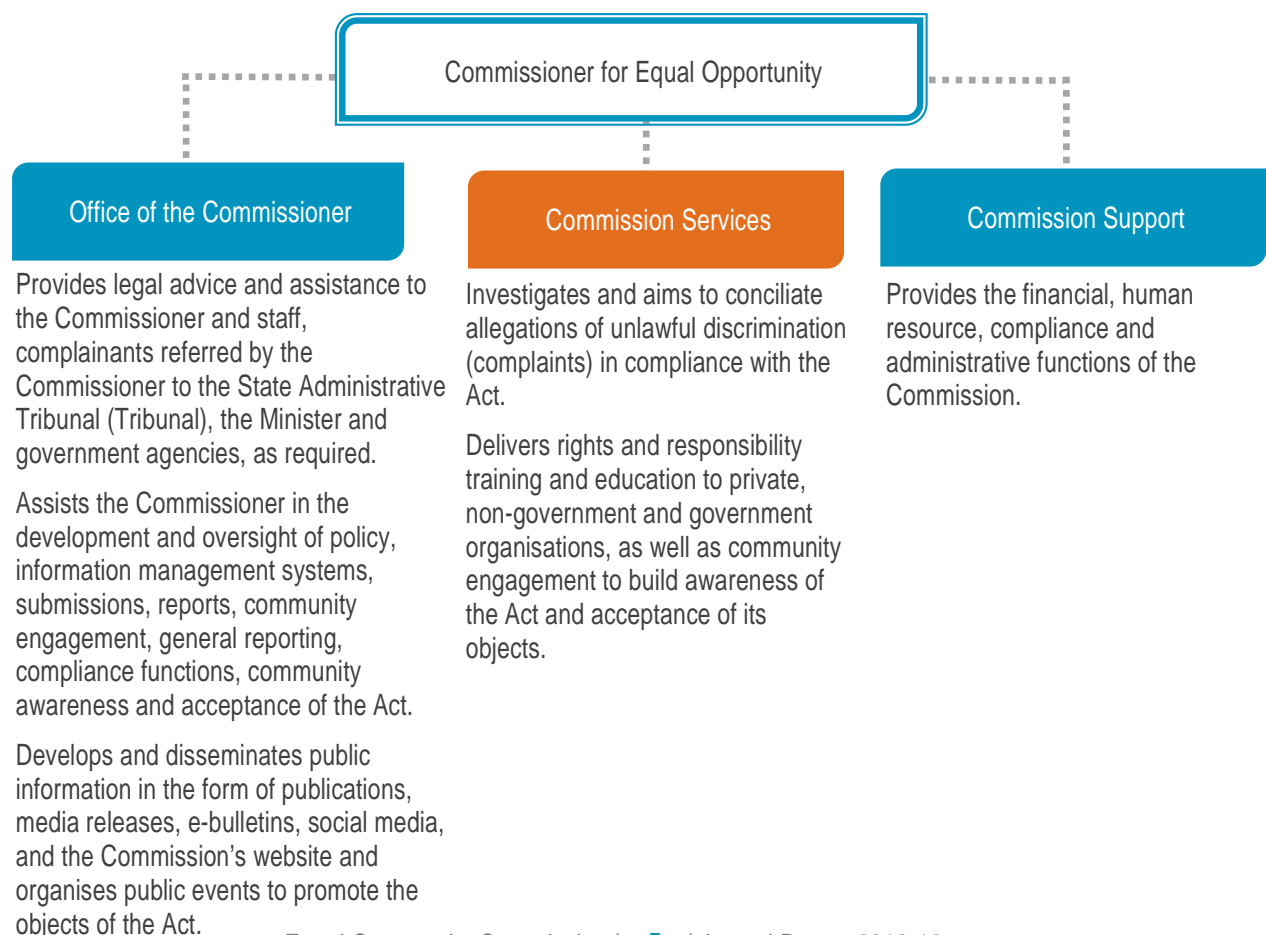 Commissioner for Equal Opportunity
Office of the Commissioner
Provides legal advice and assistance to
the Commissioner and staff,
complainants referred by the
Commissioner to the State Administrative
Tribunal (Tribunal), the Minister and
government agencies, as required.
Assists the Commissioner in the
development and oversight of policy,
information management systems,
submissions, reports, community
engagement, general reporting,
compliance functions, community
awareness and acceptance of the Act.
Develops and disseminates public
information in the form of publications,
media releases, e-bulletins, social media,
and the Commission’s website and
organises public events to promote the
objects of the Act.
Commission Services
Investigates and aims to conciliate
allegations of unlawful discrimination
(complaints) in compliance with the
Act.
Delivers rights and responsibility
training and education to private,
non-government and government
organisations, as well as community
engagement to build awareness of
the Act and acceptance of its
objects.
Commission Support
Provides the financial, human
resource, compliance and
administrative functions of the
Commission.